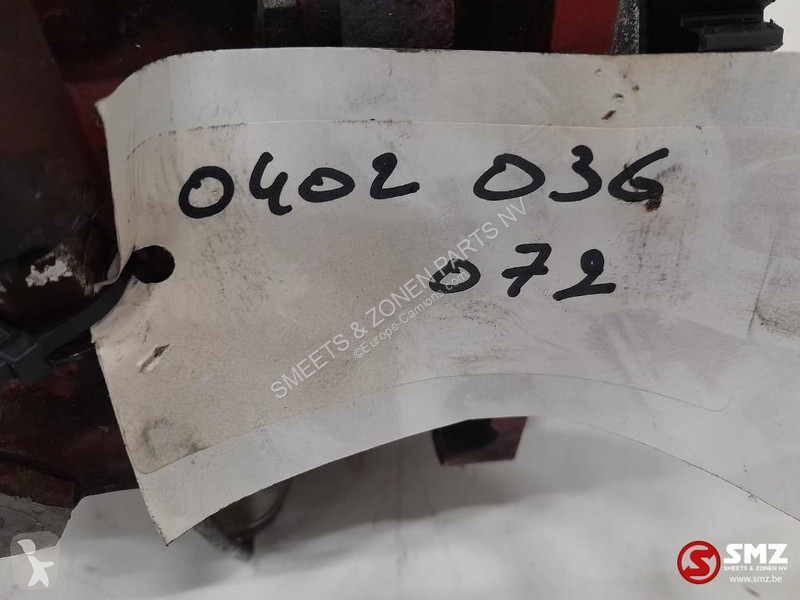 0402 036
072
SMEETS & ZONEN PARTS NV
©Europe-Camions.com
SMZ
SMEETS & ZONEN NV
www.smz.be